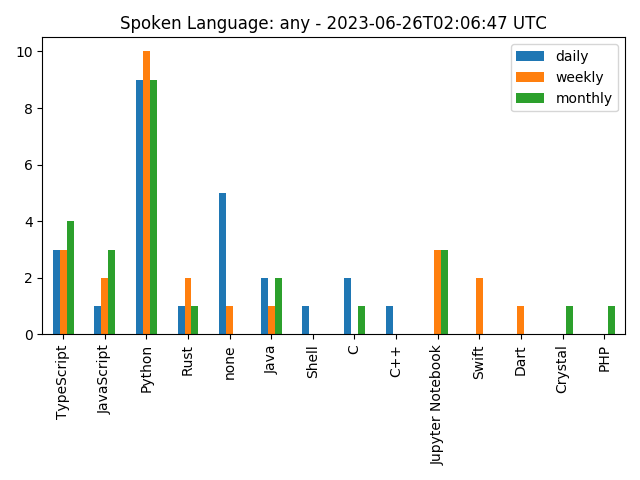 Spoken Language: any - 2023-06-26T02:06:47 UTC
daily
weekly
monthly
10
8
6
4
2
0
TypeScript
JavaScript
Python
Rust
none
Java
Shell
C
C++
Jupyter Notebook
Swift
Dart
Crystal
PHP